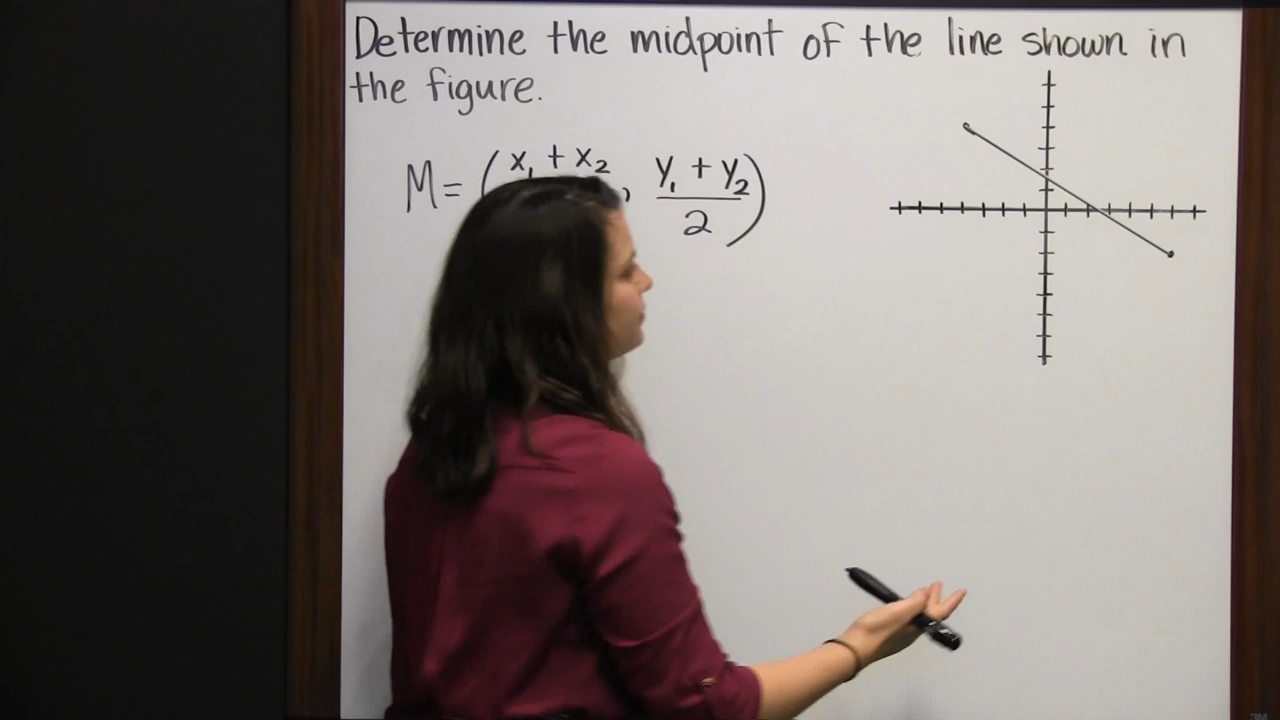 Determine the midpoint of the line shown in
the figure.
M= (x₁ + x₂ , y₁ + y₂ / 2)